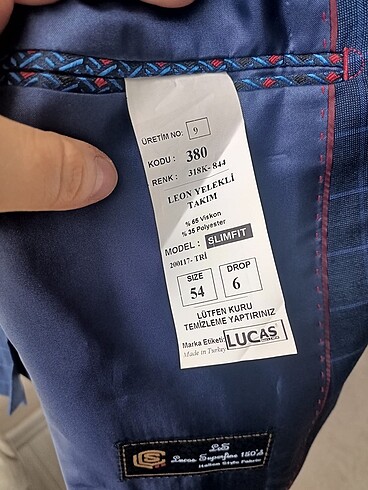 ÜRETİM NO: 9
KODU : 380
RENK : 318K- 844
LEON YELEKLİ
TAKIM
% 65 Viskon
% 35 Polyester
MODEL : SLIMFIT
200117- TRİ
SIZE DROP
54 6
LÜTFEN KURU
TEMİZLEME YAPTIRINIZ
Marka Etiketi: LUCAS
Made in Turkey
LcS
Lucas Superfine 150'S
Italian Style Fabric